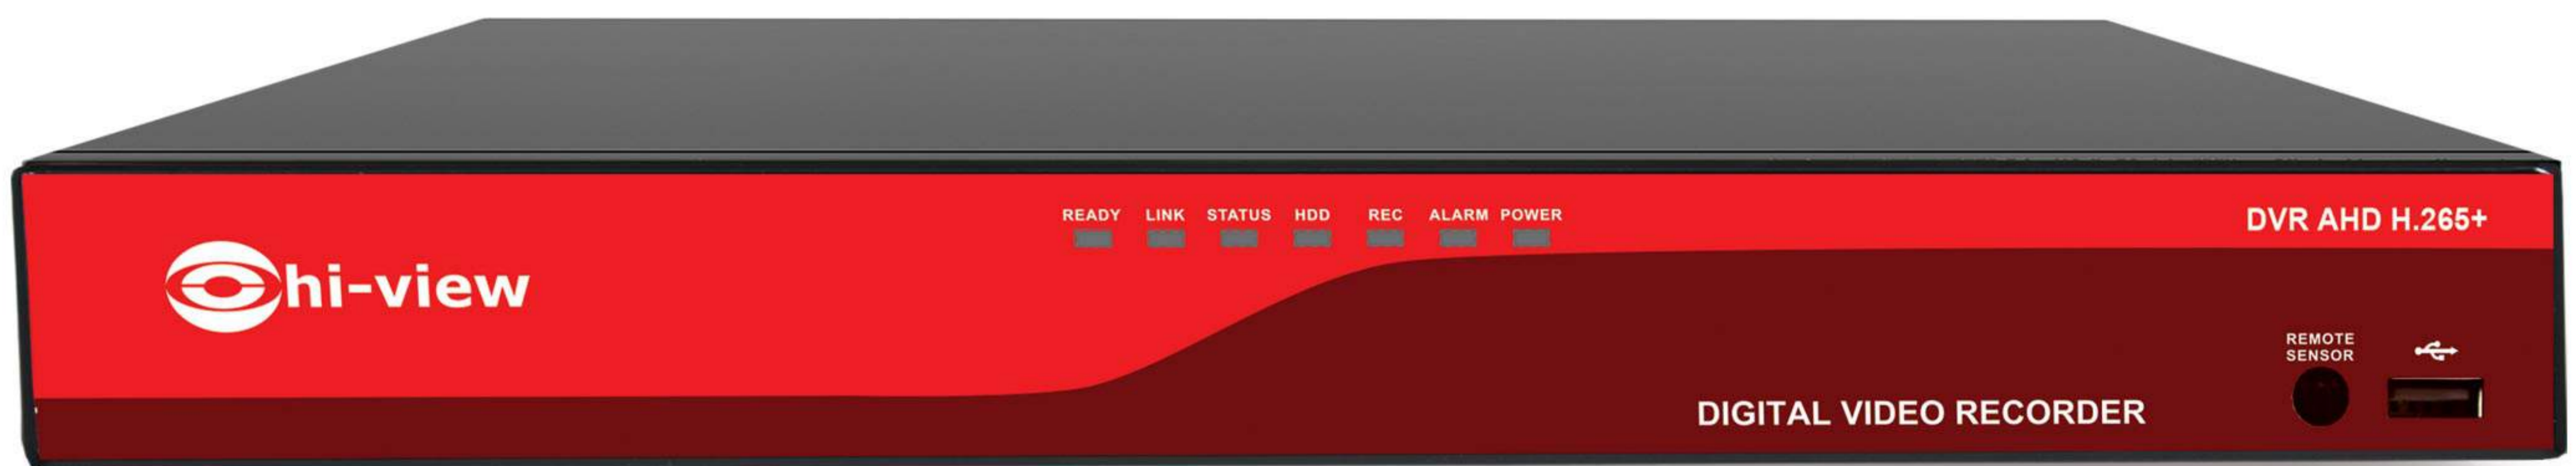 READY LINK STATUS HDD REC ALARM POWER
DVR AHD H.265+
hi-view
REMOTE
SENSOR
DIGITAL VIDEO RECORDER